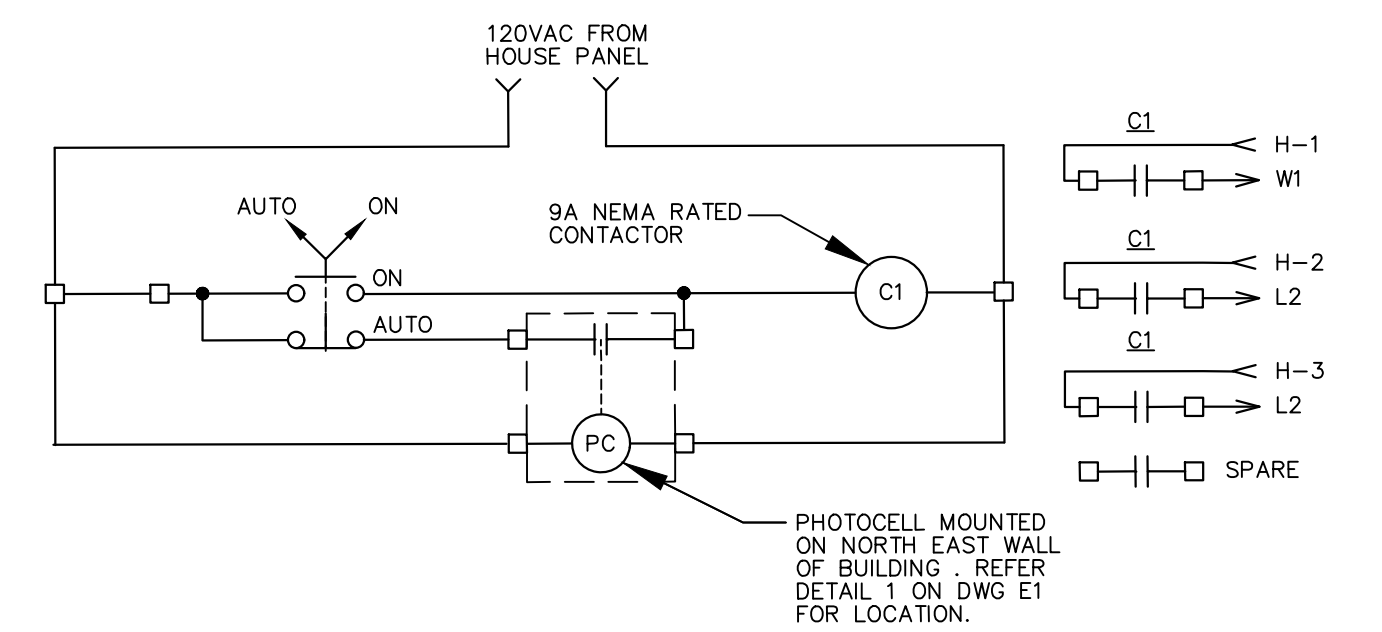 120VAC FROM
HOUSE PANEL
AUTO
ON
9A NEMA RATED
CONTACTOR
ON
AUTO
C1
PC
PHOTOCELL MOUNTED
ON NORTH EAST WALL
OF BUILDING . REFER
DETAIL 1 ON DWG E1
FOR LOCATION.
C1
H-1
W1
C1
H-2
L2
C1
H-3
L2
SPARE